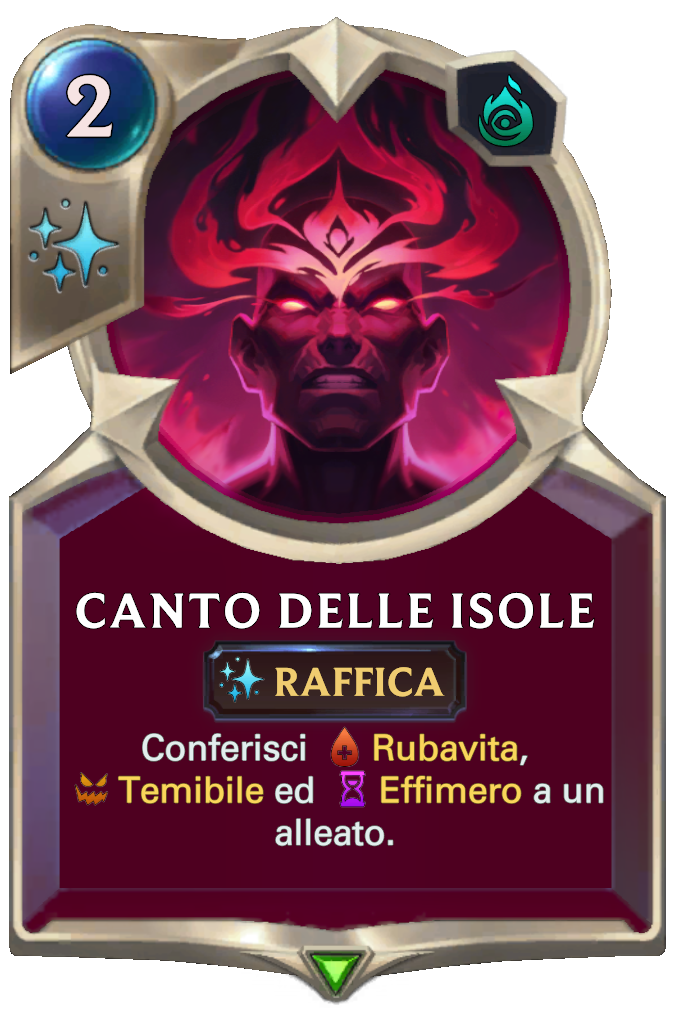 2
CANTO DELLE ISOLE
RAFFICA
Conferisci Rubavita,
Temibile ed Effimero a un
alleato.